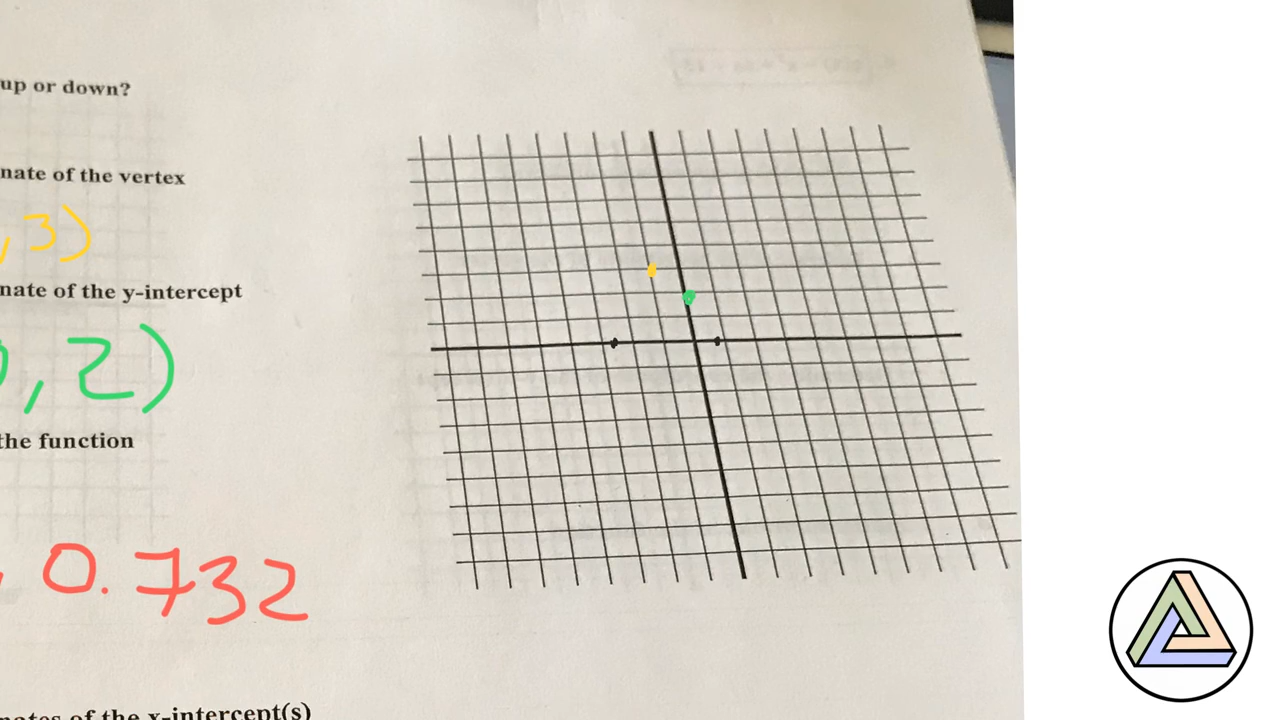 up or down?
nate of the vertex
, 3)
nate of the y-intercept
, 2)
the function
0.732
nates of the x-intercept(s)